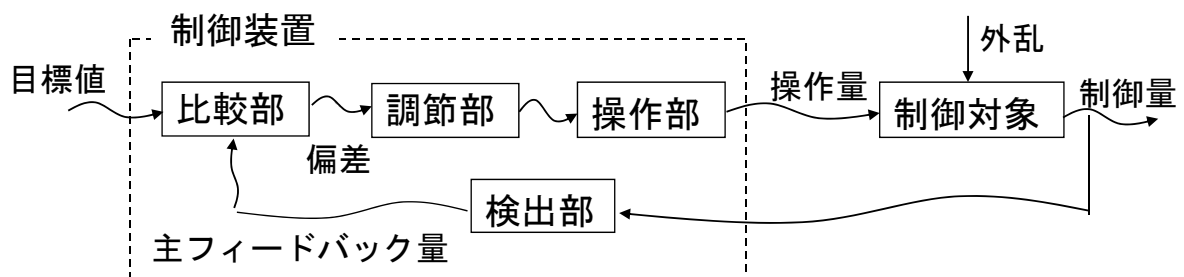 制御装置
外乱
目標値
比較部
調節部
操作部
操作量
制御対象
制御量
偏差
検出部
主フィードバック量